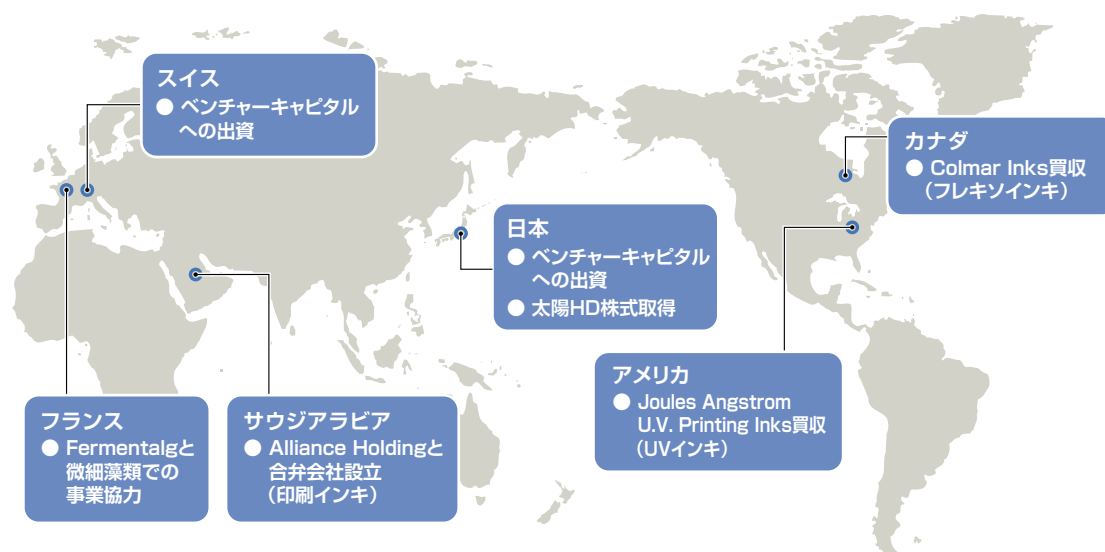 スイス
● ベンチャーキャピタル
への出資
カナダ
● Colmar Inks買収
（フレキソインキ）
日本
● ベンチャーキャピタル
への出資
● 太陽HD株式取得
アメリカ
● Joules Angstrom
U.V. Printing Inks買収
（UVインキ）
フランス
● Fermentalgと
微細藻類での
事業協力
サウジアラビア
● Alliance Holdingと
合弁会社設立
（印刷インキ）